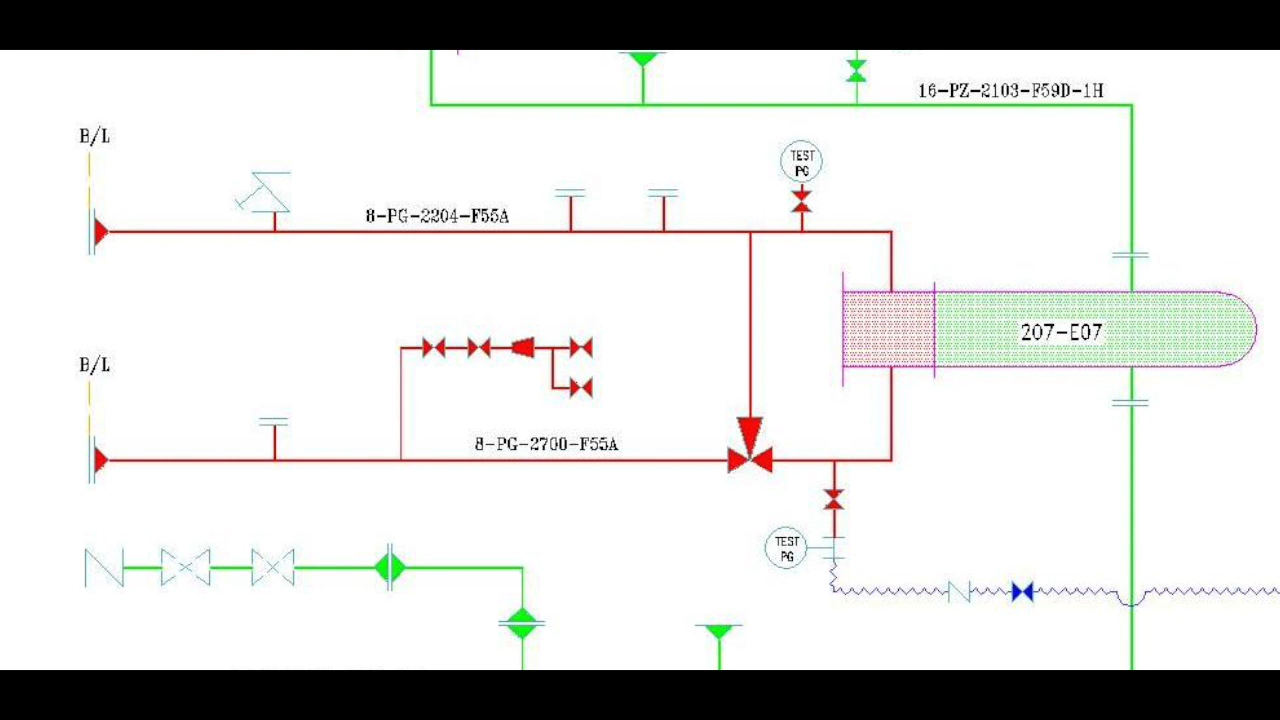 16-PZ-2103-F59D-1H
B/L
TEST
PG
8-PG-2204-F55A
207-E07
B/L
8-PG-2700-F55A
TEST
PG